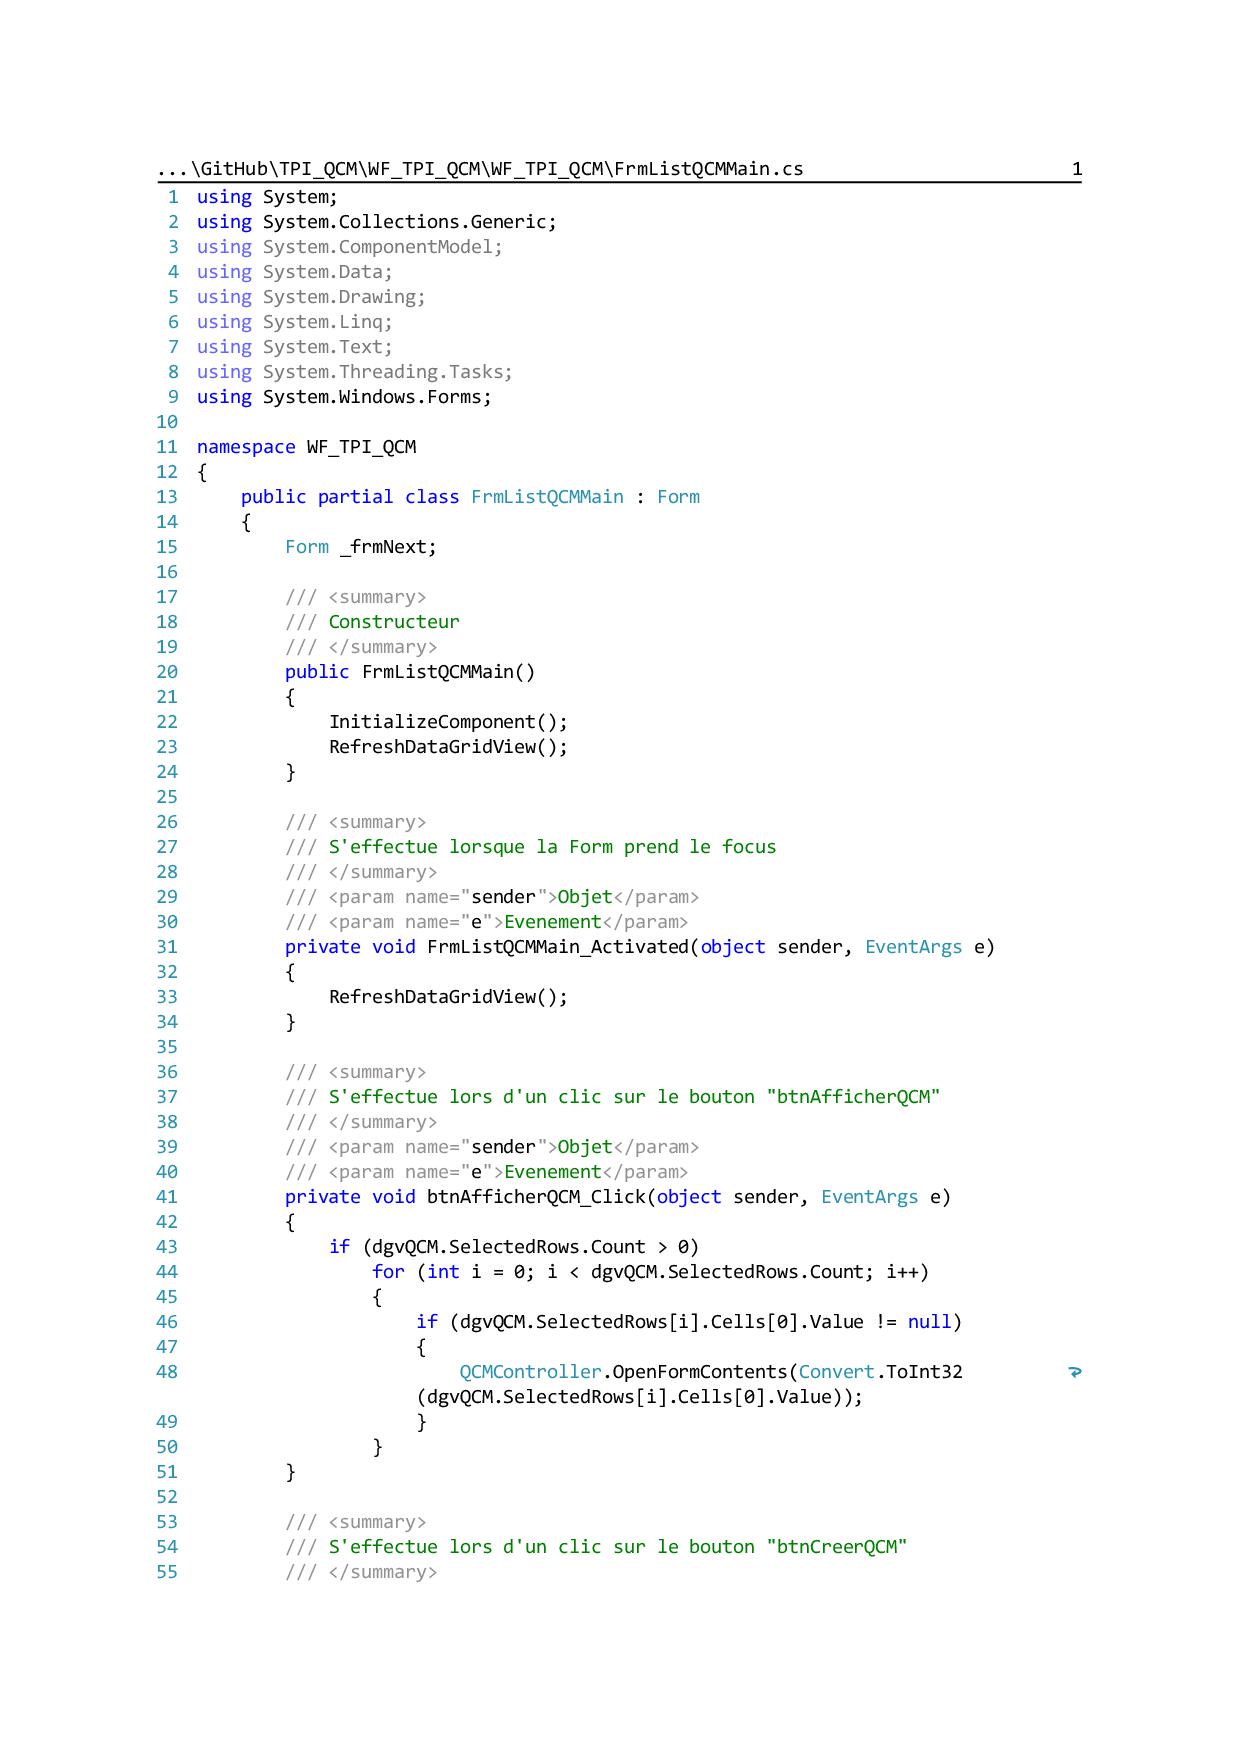 ...\GitHub\TPI_QCM\WF_TPI_QCM\WF_TPI_QCM\FrmListQCMMain.cs 1
1 using System;
2 using System.Collections.Generic;
3 using System.ComponentModel;
4 using System.Data;
5 using System.Drawing;
6 using System.Linq;
7 using System.Text;
8 using System.Threading.Tasks;
9 using System.Windows.Forms;
10
11 namespace WF_TPI_QCM
12 {
13     public partial class FrmListQCMMain : Form
14     {
15         Form _frmNext;
16
17         /// <summary>
18         /// Constructeur
19         /// </summary>
20         public FrmListQCMMain()
21         {
22             InitializeComponent();
23             RefreshDataGridView();
24         }
25
26         /// <summary>
27         /// S'effectue lorsque la Form prend le focus
28         /// </summary>
29         /// <param name="sender">Objet</param>
30         /// <param name="e">Evenement</param>
31         private void FrmListQCMMain_Activated(object sender, EventArgs e)
32         {
33             RefreshDataGridView();
34         }
35
36         /// <summary>
37         /// S'effectue lors d'un clic sur le bouton "btnAfficherQCM"
38         /// </summary>
39         /// <param name="sender">Objet</param>
40         /// <param name="e">Evenement</param>
41         private void btnAfficherQCM_Click(object sender, EventArgs e)
42         {
43             if (dgvQCM.SelectedRows.Count > 0)
44                 for (int i = 0; i < dgvQCM.SelectedRows.Count; i++)
45                 {
46                     if (dgvQCM.SelectedRows[i].Cells[0].Value != null)
47                     {
48                         QCMController.OpenFormContents(Convert.ToInt32
                    (dgvQCM.SelectedRows[i].Cells[0].Value));
49                     }
50                 }
51         }
52
53         /// <summary>
54         /// S'effectue lors d'un clic sur le bouton "btnCreerQCM"
55         /// </summary>